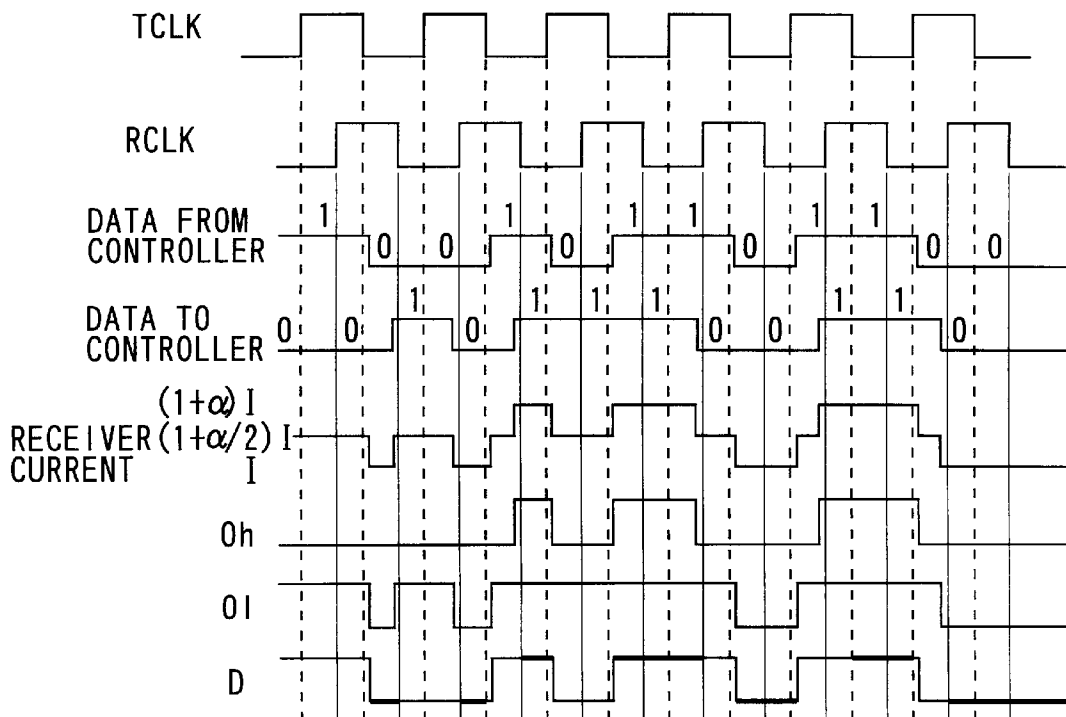 TCLK
RCLK
DATA FROM CONTROLLER
1 0 0 1 0 1 1 0 1 1 0 0
DATA TO CONTROLLER
0 0 1 0 1 1 1 0 0 1 1 0
(1+α) I
RECEIVER (1+α/2) I
CURRENT I
Oh
Ol
D